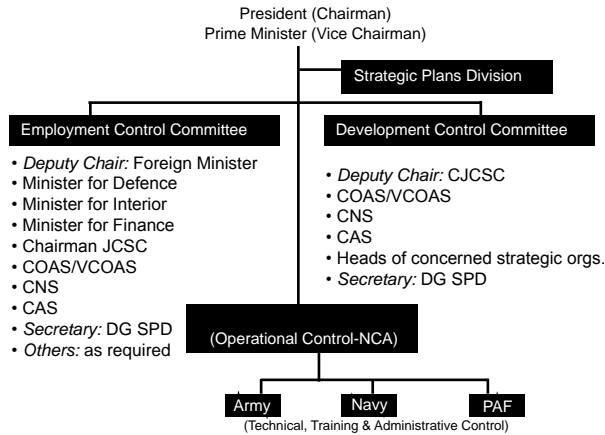 President (Chairman)
Prime Minister (Vice Chairman)
Strategic Plans Division
Employment Control Committee
• Deputy Chair: Foreign Minister
• Minister for Defence
• Minister for Interior
• Minister for Finance
• Chairman JCSC
• COAS/VCOAS
• CNS
• CAS
• Secretary: DG SPD
• Others: as required
Development Control Committee
• Deputy Chair: CJCSC
• COAS/VCOAS
• CNS
• CAS
• Heads of concerned strategic orgs.
• Secretary: DG SPD
(Operational Control-NCA)
Army
Navy
PAF
(Technical, Training & Administrative Control)